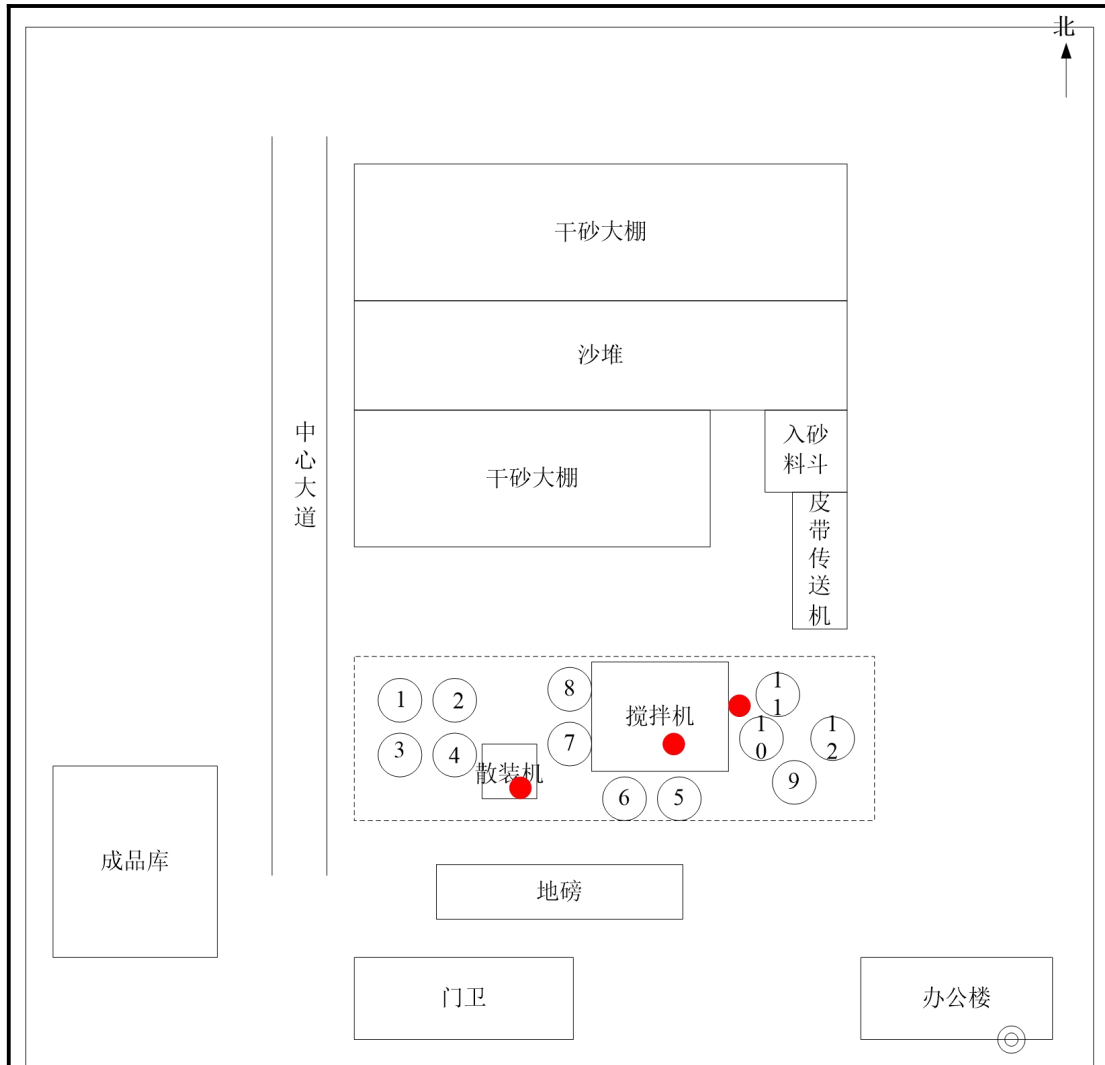 北
干砂大棚
沙堆
中
心
大
道
干砂大棚
入砂
料斗
皮
带
传
送
机
1
2
3
4
8
7
搅拌机
散装机
6
5
1
1
1
0
1
2
9
成品库
地磅
门卫
办公楼